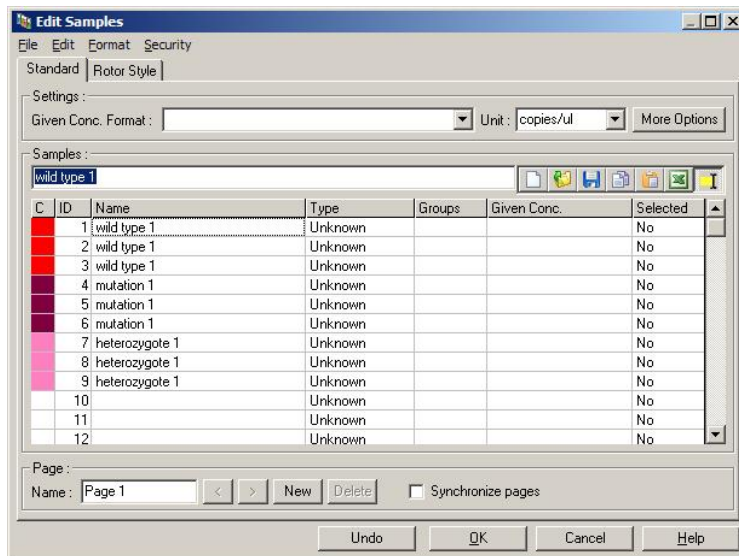 Edit Samples
File Edit Format Security
Standard Rotor Style
Settings :
Given Conc. Format : Unit : copies/ul More Options
Samples :
wild type 1
C ID Name Type Groups Given Conc. Selected
1 wild type 1 Unknown No
2 wild type 1 Unknown No
3 wild type 1 Unknown No
4 mutation 1 Unknown No
5 mutation 1 Unknown No
6 mutation 1 Unknown No
7 heterozygote 1 Unknown No
8 heterozygote 1 Unknown No
9 heterozygote 1 Unknown No
10 Unknown No
11 Unknown No
12 Unknown No
Page :
Name : Page 1 < > New Delete Synchronize pages
Undo OK Cancel Help